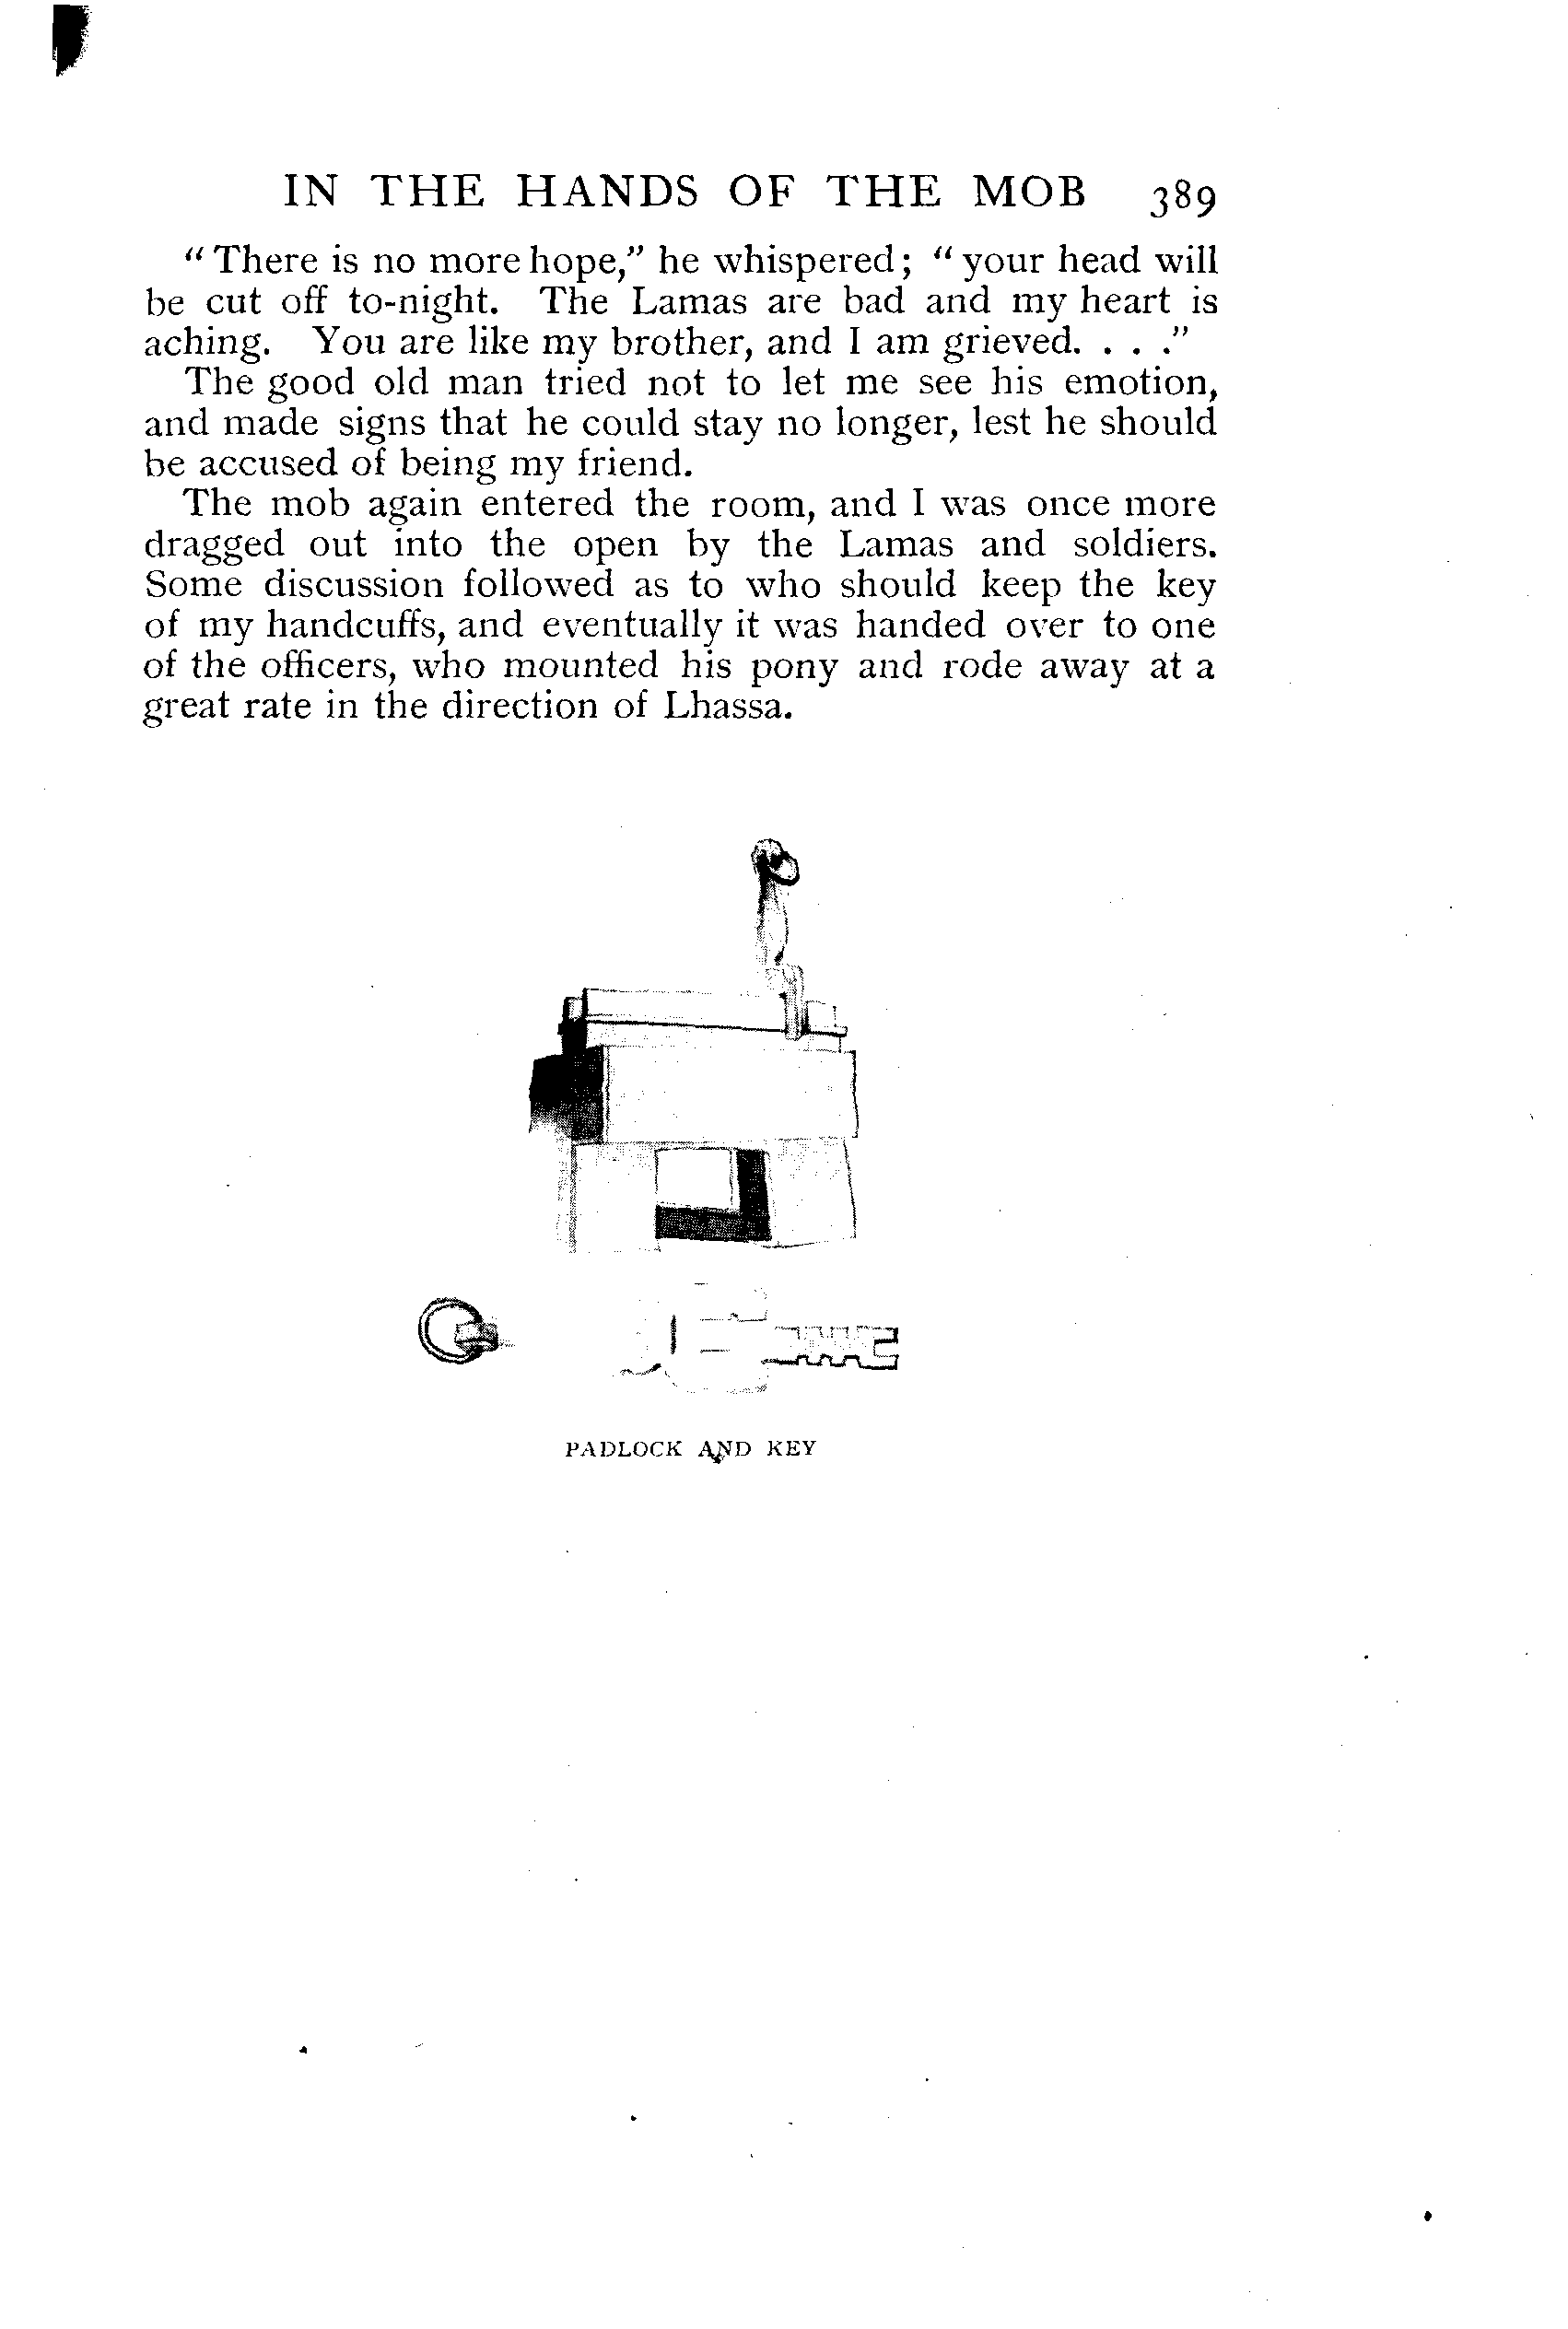 IN THE HANDS OF THE MOB 389
“There is no more hope,” he whispered; “your head will
be cut off to-night. The Lamas are bad and my heart is
aching. You are like my brother, and I am grieved. . . .”
The good old man tried not to let me see his emotion,
and made signs that he could stay no longer, lest he should
be accused of being my friend.
The mob again entered the room, and I was once more
dragged out into the open by the Lamas and soldiers.
Some discussion followed as to who should keep the key
of my handcuffs, and eventually it was handed over to one
of the officers, who mounted his pony and rode away at a
great rate in the direction of Lhassa.
PADLOCK AND KEY